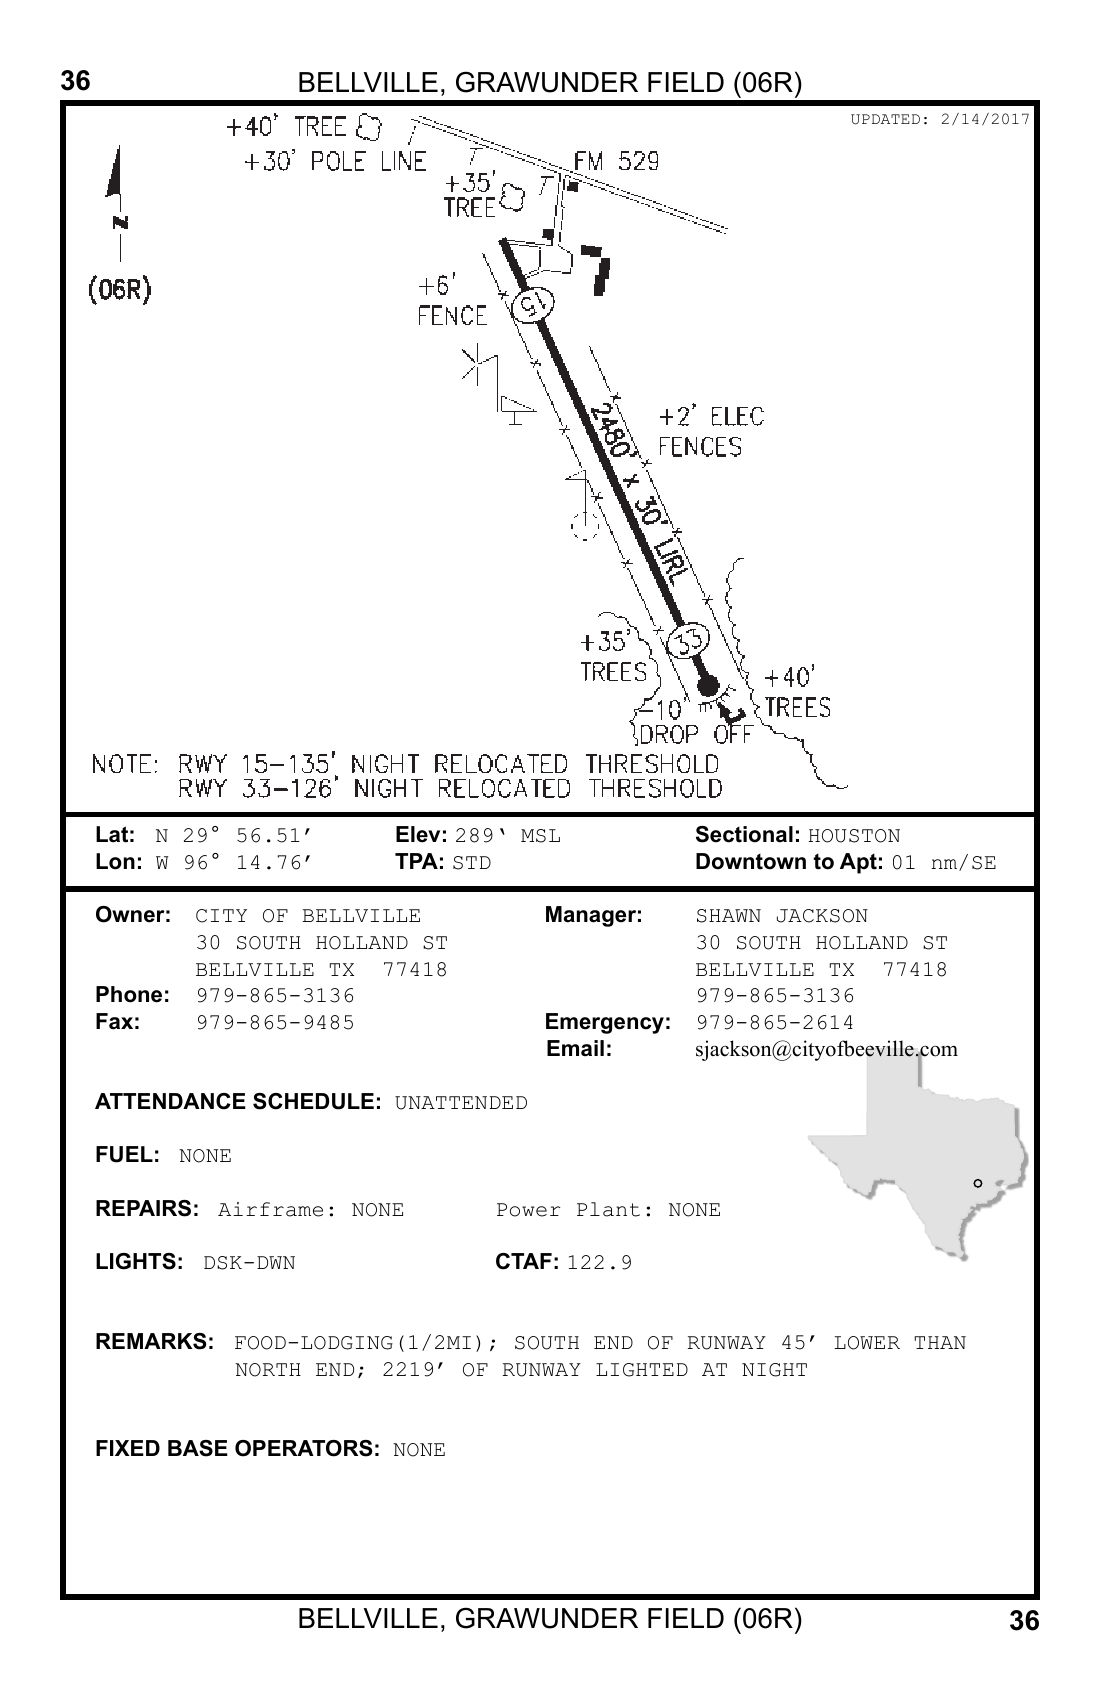 36
BELLVILLE, GRAWUNDER FIELD (06R)
UPDATED: 2/14/2017
+40' TREE
+30' POLE LINE
FM 529
+35'
TREE
N
(06R)
+6'
FENCE
15
+2' ELEC
FENCES
2480' x 30' LIRL
33
+35'
TREES
+40'
TREES
-10'
DROP OFF
NOTE: RWY 15-135' NIGHT RELOCATED THRESHOLD
RWY 33-126' NIGHT RELOCATED THRESHOLD
Lat: N 29° 56.51’ Elev: 289‘ MSL Sectional: HOUSTON
Lon: W 96° 14.76’ TPA: STD Downtown to Apt: 01 nm/SE
Owner: CITY OF BELLVILLE Manager: SHAWN JACKSON
30 SOUTH HOLLAND ST 30 SOUTH HOLLAND ST
BELLVILLE TX 77418 BELLVILLE TX 77418
Phone: 979-865-3136 979-865-3136
Fax: 979-865-9485 Emergency: 979-865-2614
Email: sjackson@cityofbeeville.com
ATTENDANCE SCHEDULE: UNATTENDED
FUEL: NONE
REPAIRS: Airframe: NONE Power Plant: NONE
LIGHTS: DSK-DWN CTAF: 122.9
REMARKS: FOOD-LODGING(1/2MI); SOUTH END OF RUNWAY 45’ LOWER THAN
NORTH END; 2219’ OF RUNWAY LIGHTED AT NIGHT
FIXED BASE OPERATORS: NONE
BELLVILLE, GRAWUNDER FIELD (06R)
36